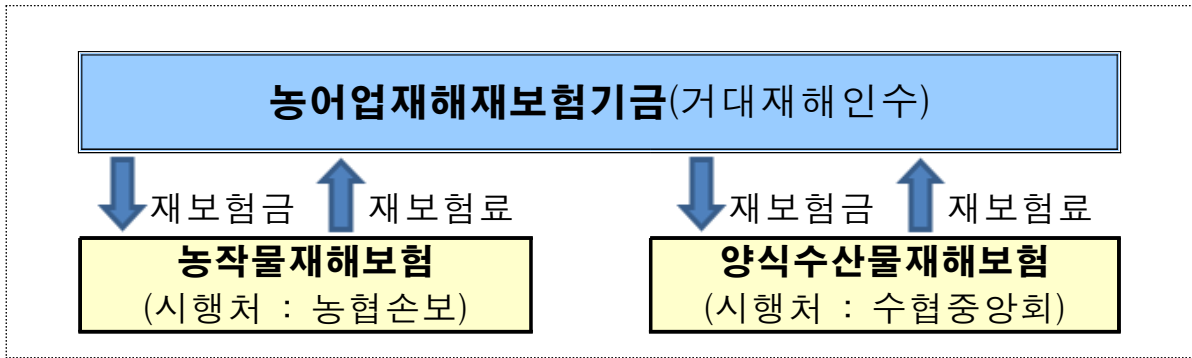 농어업재해재보험기금(거대재해인수)
재보험금 재보험료 재보험금 재보험료
농작물재해보험
(시행처 : 농협손보)
양식수산물재해보험
(시행처 : 수협중앙회)